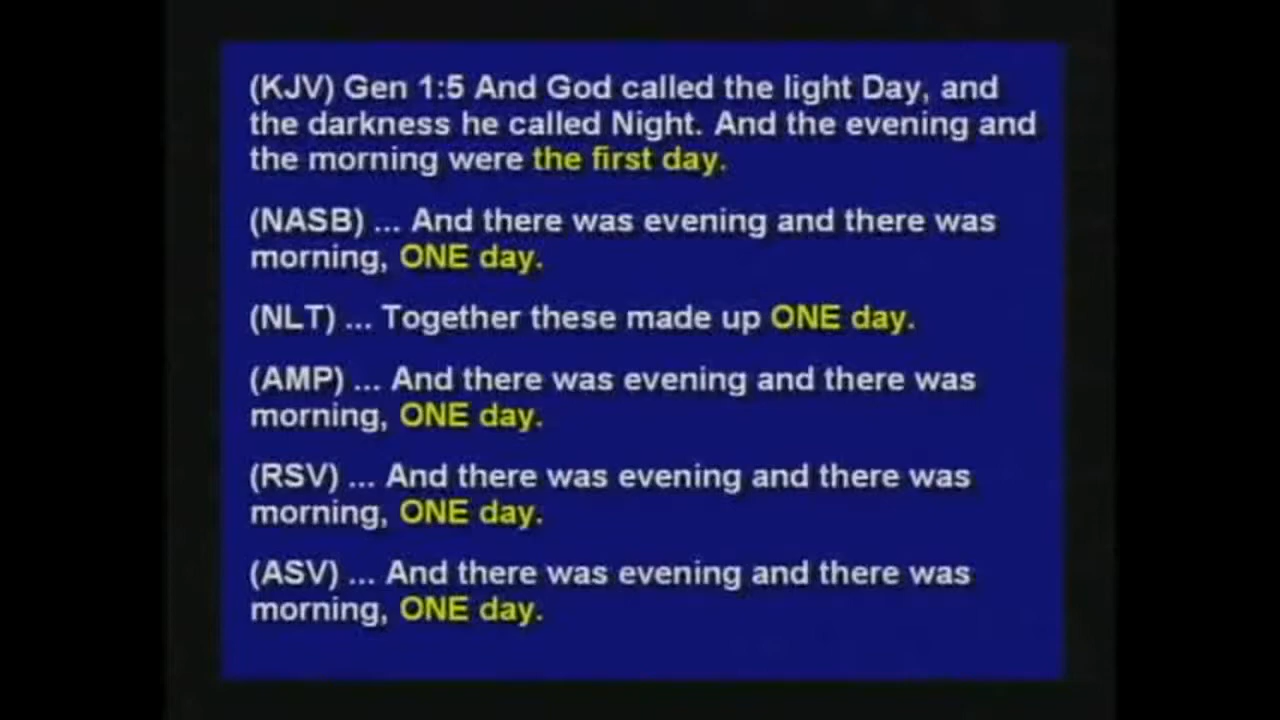 (KJV) Gen 1:5 And God called the light Day, and
the darkness he called Night. And the evening and
the morning were the first day.
(NASB) ... And there was evening and there was
morning, ONE day.
(NLT) ... Together these made up ONE day.
(AMP) ... And there was evening and there was
morning, ONE day.
(RSV) ... And there was evening and there was
morning, ONE day.
(ASV) ... And there was evening and there was
morning, ONE day.